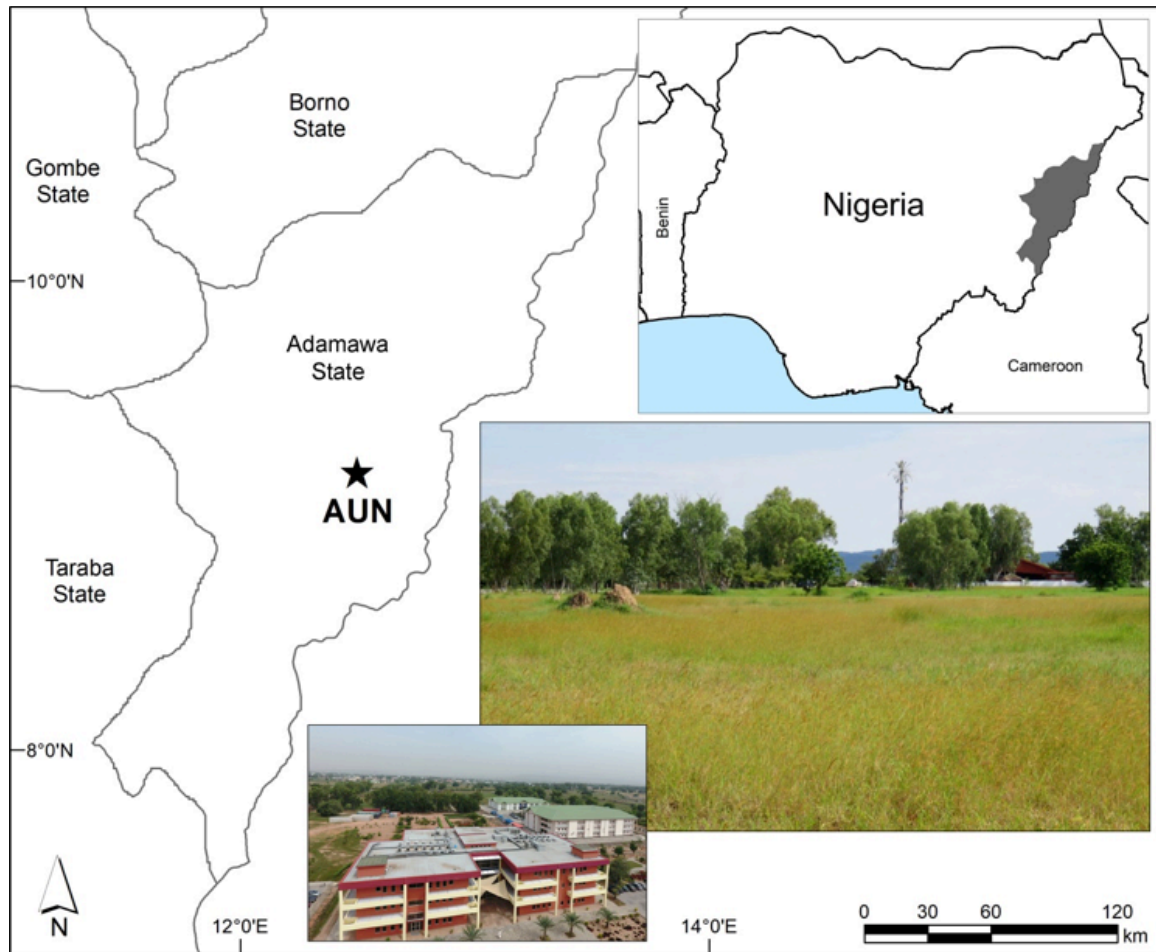 Borno
State
Gombe
State
Nigeria
Benin
10°0'N
Adamawa
State
Cameroon
AUN
Taraba
State
8°0'N
N
12°0'E
14°0'E
0 30 60 120
km